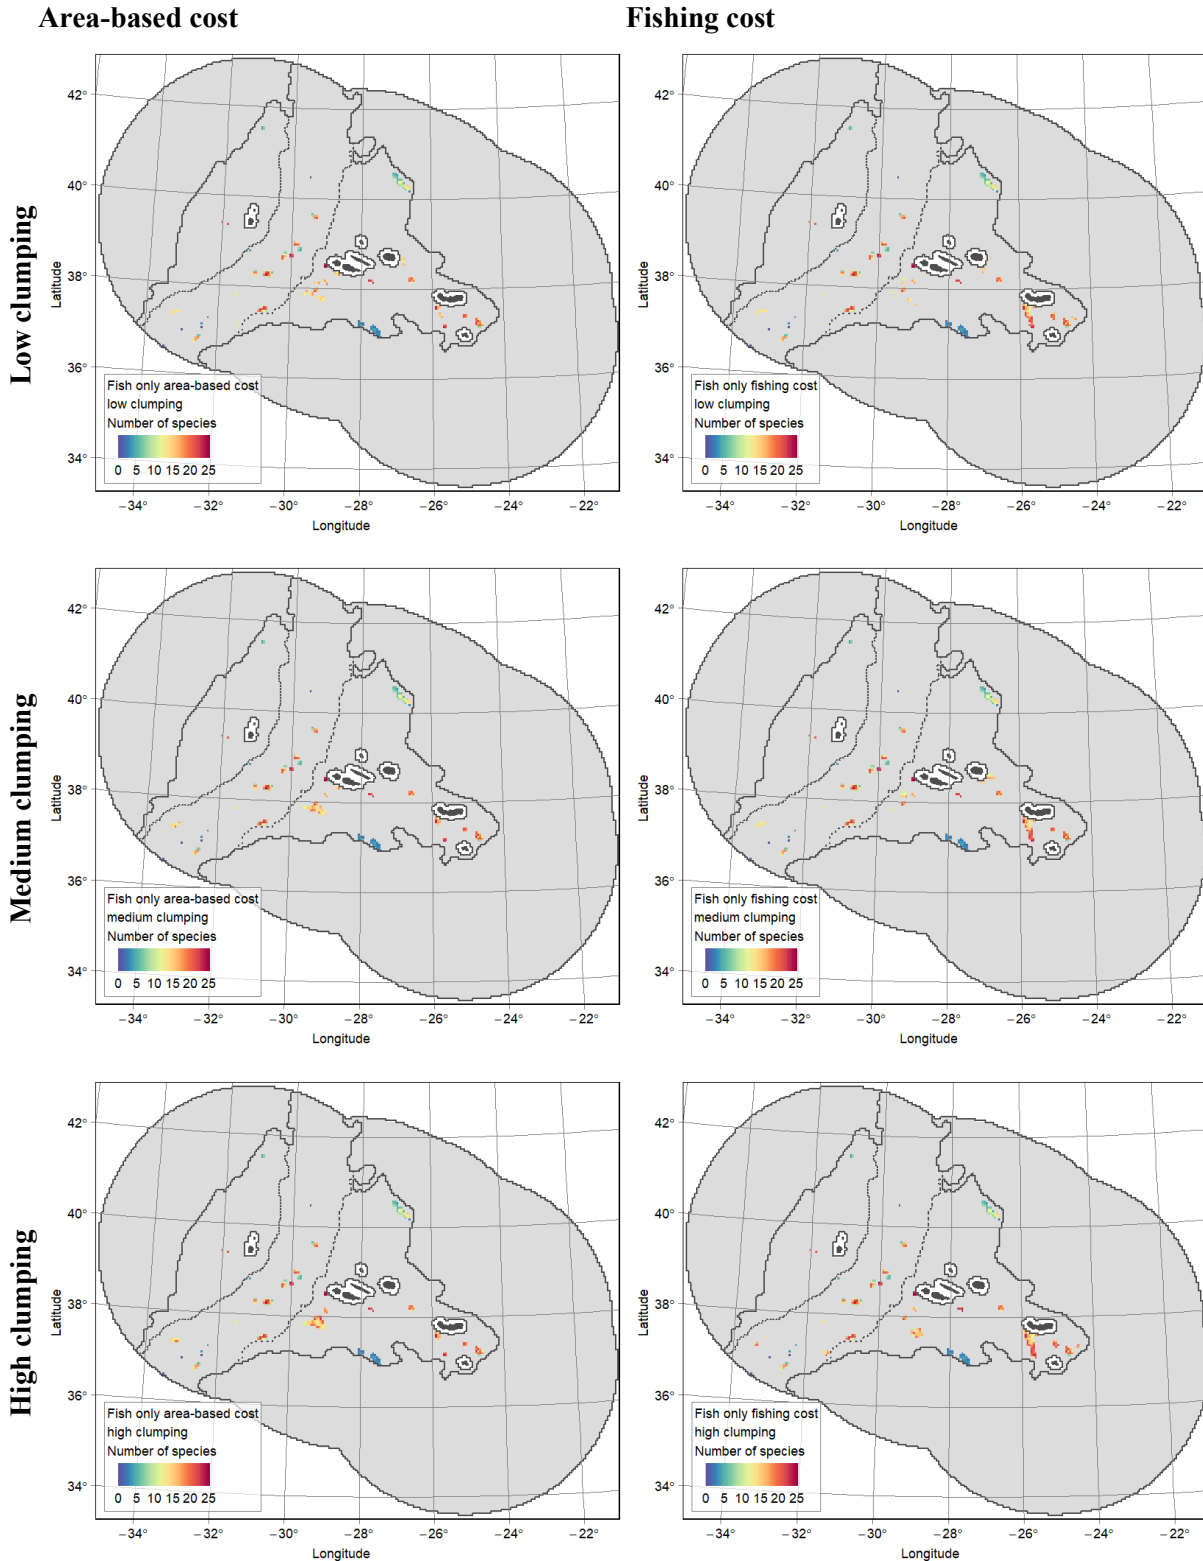 Area-based cost
Fishing cost
Low clumping
42°
40°
38°
36°
34°
Latitude
Fish only area-based cost
low clumping
Number of species
0 5 10 15 20 25
−34° −32° −30° −28° −26° −24° −22°
Longitude
42°
40°
38°
36°
34°
Latitude
Fish only fishing cost
low clumping
Number of species
0 5 10 15 20 25
−34° −32° −30° −28° −26° −24° −22°
Longitude
Medium clumping
42°
40°
38°
36°
34°
Latitude
Fish only area-based cost
medium clumping
Number of species
0 5 10 15 20 25
−34° −32° −30° −28° −26° −24° −22°
Longitude
42°
40°
38°
36°
34°
Latitude
Fish only fishing cost
medium clumping
Number of species
0 5 10 15 20 25
−34° −32° −30° −28° −26° −24° −22°
Longitude
High clumping
42°
40°
38°
36°
34°
Latitude
Fish only area-based cost
high clumping
Number of species
0 5 10 15 20 25
−34° −32° −30° −28° −26° −24° −22°
Longitude
42°
40°
38°
36°
34°
Latitude
Fish only fishing cost
high clumping
Number of species
0 5 10 15 20 25
−34° −32° −30° −28° −26° −24° −22°
Longitude